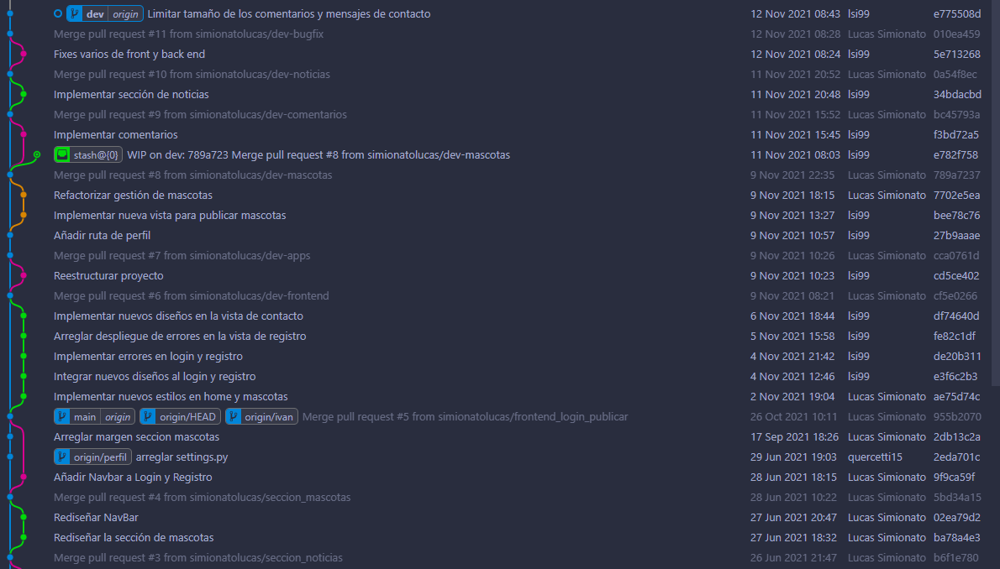 dev origin Limitar tamaño de los comentarios y mensajes de contacto 12 Nov 2021 08:43 lsi99 e775508d
Merge pull request #11 from simionatolucas/dev-bugfix 12 Nov 2021 08:28 Lucas Simionato 010ea459
Fixes varios de front y back end 12 Nov 2021 08:24 lsi99 5e713268
Merge pull request #10 from simionatolucas/dev-noticias 11 Nov 2021 20:52 Lucas Simionato 0a54f8ec
Implementar sección de noticias 11 Nov 2021 20:48 lsi99 34bdacbd
Merge pull request #9 from simionatolucas/dev-comentarios 11 Nov 2021 15:52 Lucas Simionato bc45793a
Implementar comentarios 11 Nov 2021 15:45 lsi99 f3bd72a5
stash@{0} WIP on dev: 789a723 Merge pull request #8 from simionatolucas/dev-mascotas 11 Nov 2021 08:03 lsi99 e782f758
Merge pull request #8 from simionatolucas/dev-mascotas 9 Nov 2021 22:35 Lucas Simionato 789a7237
Refactorizar gestión de mascotas 9 Nov 2021 18:15 Lucas Simionato 7702e5ea
Implementar nueva vista para publicar mascotas 9 Nov 2021 13:27 lsi99 bee78c76
Añadir ruta de perfil 9 Nov 2021 10:57 lsi99 27b9aaae
Merge pull request #7 from simionatolucas/dev-apps 9 Nov 2021 10:26 Lucas Simionato cca0761d
Reestructurar proyecto 9 Nov 2021 10:23 lsi99 cd5ce402
Merge pull request #6 from simionatolucas/dev-frontend 9 Nov 2021 08:21 Lucas Simionato cf5e0266
Implementar nuevos diseños en la vista de contacto 6 Nov 2021 18:44 lsi99 df74640d
Arreglar despliegue de errores en la vista de registro 5 Nov 2021 15:58 lsi99 fe82c1df
Implementar errores en login y registro 4 Nov 2021 21:42 lsi99 de20b311
Integrar nuevos diseños al login y registro 4 Nov 2021 12:46 lsi99 e3f6c2b3
Implementar nuevos estilos en home y mascotas 2 Nov 2021 19:04 Lucas Simionato ae75d74c
main origin origin/HEAD origin/ivan Merge pull request #5 from simionatolucas/frontend_login_publicar 26 Oct 2021 10:11 Lucas Simionato 955b2070
Arreglar margen seccion mascotas 17 Sep 2021 18:26 Lucas Simionato 2db13c2a
origin/perfil arreglar settings.py 29 Jun 2021 19:03 quercetti15 2eda701c
Añadir Navbar a Login y Registro 28 Jun 2021 18:15 Lucas Simionato 9f9ca59f
Merge pull request #4 from simionatolucas/seccion_mascotas 28 Jun 2021 10:22 Lucas Simionato 5bd34a15
Rediseñar NavBar 27 Jun 2021 20:47 Lucas Simionato 02ea79d2
Rediseñar la sección de mascotas 27 Jun 2021 18:32 Lucas Simionato ba78a4e3
Merge pull request #3 from simionatolucas/seccion_noticias 26 Jun 2021 21:47 Lucas Simionato b6f1e780